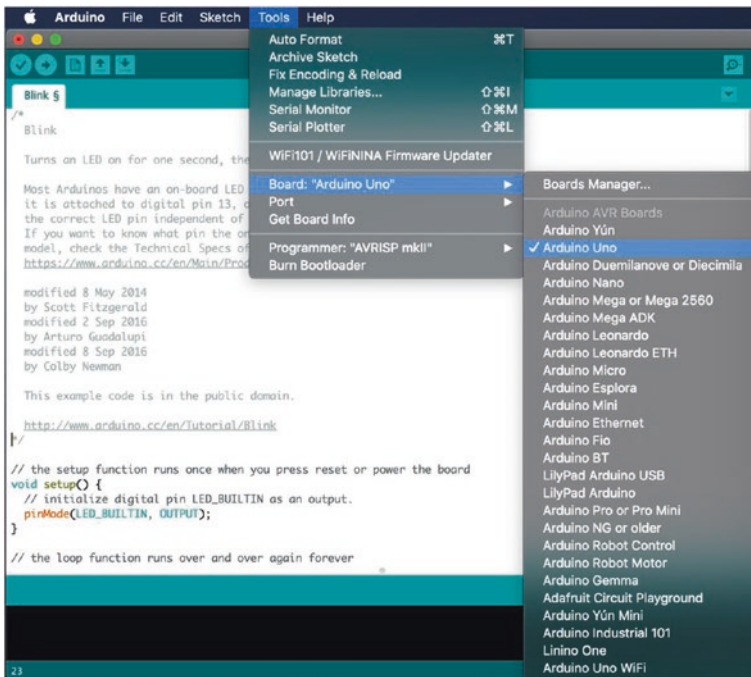 Arduino File Edit Sketch Tools Help
Auto Format ⌘T
Archive Sketch
Fix Encoding & Reload
Manage Libraries... ⇧⌘I
Serial Monitor ⇧⌘M
Serial Plotter ⇧⌘L
WiFi101 / WiFiNINA Firmware Updater
Board: "Arduino Uno"
Port
Get Board Info
Programmer: "AVRISP mkII"
Burn Bootloader
Boards Manager...
Arduino AVR Boards
Arduino Yún
✓ Arduino Uno
Arduino Duemilanove or Diecimila
Arduino Nano
Arduino Mega or Mega 2560
Arduino Mega ADK
Arduino Leonardo
Arduino Leonardo ETH
Arduino Micro
Arduino Esplora
Arduino Mini
Arduino Ethernet
Arduino Fio
Arduino BT
LilyPad Arduino USB
LilyPad Arduino
Arduino Pro or Pro Mini
Arduino NG or older
Arduino Robot Control
Arduino Robot Motor
Arduino Gemma
Adafruit Circuit Playground
Arduino Yún Mini
Arduino Industrial 101
Linino One
Arduino Uno WiFi
Blink §
/*
Blink
Turns an LED on for one second, the
Most Arduinos have an on-board LED
it is attached to digital pin 13,
the correct LED pin independent of
If you want to know what pin the on
model, check the Technical Specs of
https://www.arduino.cc/en/Main/Prod
modified 8 May 2014
by Scott Fitzgerald
modified 2 Sep 2016
by Arturo Guadalupi
modified 8 Sep 2016
by Colby Newman
This example code is in the public domain.
http://www.arduino.cc/en/Tutorial/Blink
*/
// the setup function runs once when you press reset or power the board
void setup() {
// initialize digital pin LED_BUILTIN as an output.
pinMode(LED_BUILTIN, OUTPUT);
}
// the loop function runs over and over again forever
23